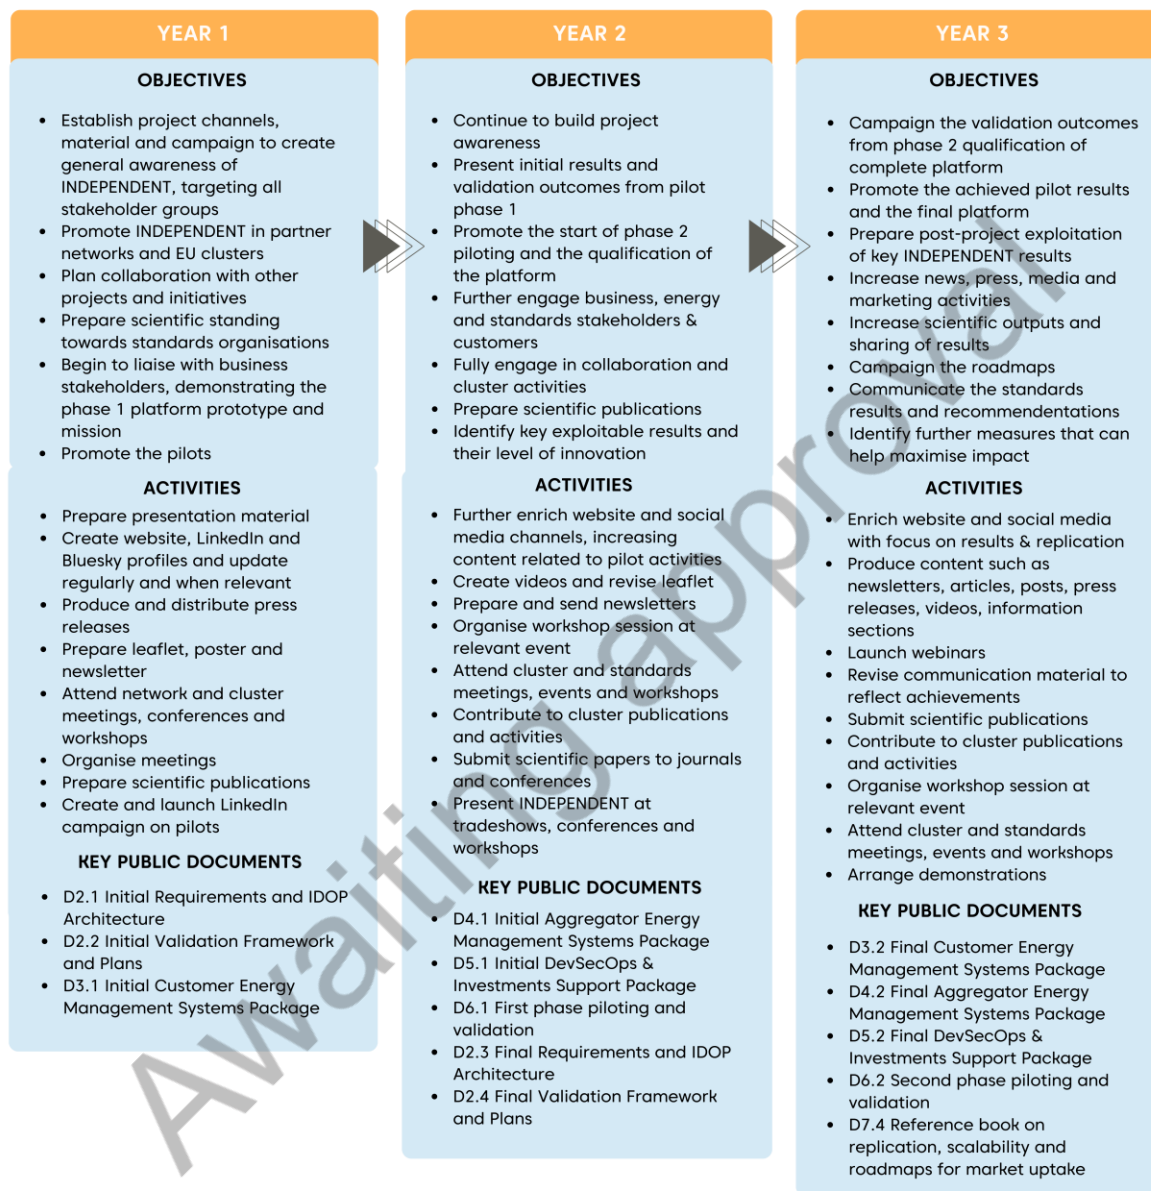 YEAR 1
OBJECTIVES
• Establish project channels,
material and campaign to create
general awareness of
INDEPENDENT, targeting all
stakeholder groups
• Promote INDEPENDENT in partner
networks and EU clusters
• Plan collaboration with other
projects and initiatives
• Prepare scientific standing
towards standards organisations
• Begin to liaise with business
stakeholders, demonstrating the
phase 1 platform prototype and
mission
• Promote the pilots
ACTIVITIES
• Prepare presentation material
• Create website, LinkedIn and
Bluesky profiles and update
regularly and when relevant
• Produce and distribute press
releases
• Prepare leaflet, poster and
newsletter
• Attend network and cluster
meetings, conferences and
workshops
• Organise meetings
• Prepare scientific publications
• Create and launch LinkedIn
campaign on pilots
KEY PUBLIC DOCUMENTS
• D2.1 Initial Requirements and IDOP
Architecture
• D2.2 Initial Validation Framework
and Plans
• D3.1 Initial Customer Energy
Management Systems Package
YEAR 2
OBJECTIVES
• Continue to build project
awareness
• Present initial results and
validation outcomes from pilot
phase 1
• Promote the start of phase 2
piloting and the qualification of
the platform
• Further engage business, energy
and standards stakeholders &
customers
• Fully engage in collaboration and
cluster activities
• Prepare scientific publications
• Identify key exploitable results and
their level of innovation
ACTIVITIES
• Further enrich website and social
media channels, increasing
content related to pilot activities
• Create videos and revise leaflet
• Prepare and send newsletters
• Organise workshop session at
relevant event
• Attend cluster and standards
meetings, events and workshops
• Contribute to cluster publications
and activities
• Submit scientific papers to journals
and conferences
• Present INDEPENDENT at
tradeshows, conferences and
workshops
KEY PUBLIC DOCUMENTS
• D4.1 Initial Aggregator Energy
Management Systems Package
• D5.1 Initial DevSecOps &
Investments Support Package
• D6.1 First phase piloting and
validation
• D2.3 Final Requirements and IDOP
Architecture
• D2.4 Final Validation Framework
and Plans
YEAR 3
OBJECTIVES
• Campaign the validation outcomes
from phase 2 qualification of
complete platform
• Promote the achieved pilot results
and the final platform
• Prepare post-project exploitation
of key INDEPENDENT results
• Increase news, press, media and
marketing activities
• Increase scientific outputs and
sharing of results
• Campaign the roadmaps
• Communicate the standards
results and recommendentations
• Identify further measures that can
help maximise impact
ACTIVITIES
• Enrich website and social media
with focus on results & replication
• Produce content such as
newsletters, articles, posts, press
releases, videos, information
sections
• Launch webinars
• Revise communication material to
reflect achievements
• Submit scientific publications
• Contribute to cluster publications
and activities
• Organise workshop session at
relevant event
• Attend cluster and standards
meetings, events and workshops
• Arrange demonstrations
KEY PUBLIC DOCUMENTS
• D3.2 Final Customer Energy
Management Systems Package
• D4.2 Final Aggregator Energy
Management Systems Package
• D5.2 Final DevSecOps &
Investments Support Package
• D6.2 Second phase piloting and
validation
• D7.4 Reference book on
replication, scalability and
roadmaps for market uptake
Awaiting approval